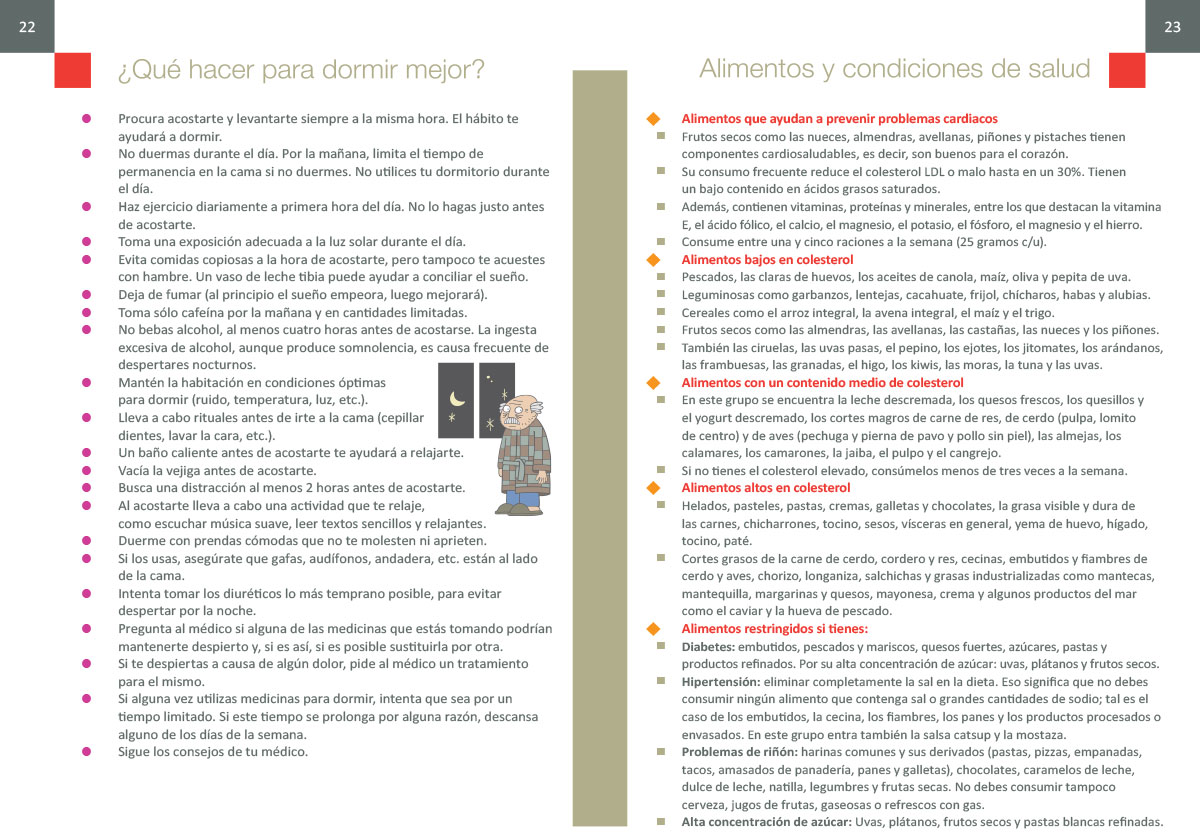 22
¿Qué hacer para dormir mejor?
Procura acostarte y levantarte siempre a la misma hora. El hábito te
ayudará a dormir.
No duermas durante el día. Por la mañana, limita el tiempo de
permanencia en la cama si no duermes. No utilices tu dormitorio durante
el día.
Haz ejercicio diariamente a primera hora del día. No lo hagas justo antes
de acostarte.
Toma una exposición adecuada a la luz solar durante el día.
Evita comidas copiosas a la hora de acostarte, pero tampoco te acuestes
con hambre. Un vaso de leche tibia puede ayudar a conciliar el sueño.
Deja de fumar (al principio el sueño empeora, luego mejorará).
Toma sólo cafeína por la mañana y en cantidades limitadas.
No bebas alcohol, al menos cuatro horas antes de acostarse. La ingesta
excesiva de alcohol, aunque produce somnolencia, es causa frecuente de
despertares nocturnos.
Mantén la habitación en condiciones óptimas
para dormir (ruido, temperatura, luz, etc.).
Lleva a cabo rituales antes de irte a la cama (cepillar
dientes, lavar la cara, etc.).
Un baño caliente antes de acostarte te ayudará a relajarte.
Vacía la vejiga antes de acostarte.
Busca una distracción al menos 2 horas antes de acostarte.
Al acostarte lleva a cabo una actividad que te relaje,
como escuchar música suave, leer textos sencillos y relajantes.
Duerme con prendas cómodas que no te molesten ni aprieten.
Si los usas, asegúrate que gafas, audífonos, andadera, etc. están al lado
de la cama.
Intenta tomar los diuréticos lo más temprano posible, para evitar
despertar por la noche.
Pregunta al médico si alguna de las medicinas que estás tomando podrían
mantenerte despierto y, si es así, si es posible sustituirla por otra.
Si te despiertas a causa de algún dolor, pide al médico un tratamiento
para el mismo.
Si alguna vez utilizas medicinas para dormir, intenta que sea por un
tiempo limitado. Si este tiempo se prolonga por alguna razón, descansa
alguno de los días de la semana.
Sigue los consejos de tu médico.
23
Alimentos y condiciones de salud
Alimentos que ayudan a prevenir problemas cardiacos
Frutos secos como las nueces, almendras, avellanas, piñones y pistaches tienen
componentes cardiosaludables, es decir, son buenos para el corazón.
Su consumo frecuente reduce el colesterol LDL o malo hasta en un 30%. Tienen
un bajo contenido en ácidos grasos saturados.
Además, contienen vitaminas, proteínas y minerales, entre los que destacan la vitamina
E, el ácido fólico, el calcio, el magnesio, el potasio, el fósforo, el magnesio y el hierro.
Consume entre una y cinco raciones a la semana (25 gramos c/u).
Alimentos bajos en colesterol
Pescados, las claras de huevos, los aceites de canola, maíz, oliva y pepita de uva.
Leguminosas como garbanzos, lentejas, cacahuate, frijol, chícharos, habas y alubias.
Cereales como el arroz integral, la avena integral, el maíz y el trigo.
Frutos secos como las almendras, las avellanas, las castañas, las nueces y los piñones.
También las ciruelas, las uvas pasas, el pepino, los ejotes, los jitomates, los arándanos,
las frambuesas, las granadas, el higo, los kiwis, las moras, la tuna y las uvas.
Alimentos con un contenido medio de colesterol
En este grupo se encuentra la leche descremada, los quesos frescos, los quesillos y
el yogurt descremado, los cortes magros de carne de res, de cerdo (pulpa, lomito
de centro) y de aves (pechuga y pierna de pavo y pollo sin piel), las almejas, los
calamares, los camarones, la jaiba, el pulpo y el cangrejo.
Si no tienes el colesterol elevado, consúmelos menos de tres veces a la semana.
Alimentos altos en colesterol
Helados, pasteles, pastas, cremas, galletas y chocolates, la grasa visible y dura de
las carnes, chicharrones, tocino, sesos, vísceras en general, yema de huevo, hígado,
tocino, paté.
Cortes grasos de la carne de cerdo, cordero y res, cecinas, embutidos y fiambres de
cerdo y aves, chorizo, longaniza, salchichas y grasas industrializadas como mantecas,
mantequilla, margarinas y quesos, mayonesa, crema y algunos productos del mar
como el caviar y la hueva de pescado.
Alimentos restringidos si tienes:
Diabetes: embutidos, pescados y mariscos, quesos fuertes, azúcares, pastas y
productos refinados. Por su alta concentración de azúcar: uvas, plátanos y frutos secos.
Hipertensión: eliminar completamente la sal en la dieta. Eso significa que no debes
consumir ningún alimento que contenga sal o grandes cantidades de sodio; tal es el
caso de los embutidos, la cecina, los fiambres, los panes y los productos procesados o
envasados. En este grupo entra también la salsa catsup y la mostaza.
Problemas de riñón: harinas comunes y sus derivados (pastas, pizzas, empanadas,
tacos, amasados de panadería, panes y galletas), chocolates, caramelos de leche,
dulce de leche, natilla, legumbres y frutas secas. No debes consumir tampoco
cerveza, jugos de frutas, gaseosas o refrescos con gas.
Alta concentración de azúcar: Uvas, plátanos, frutos secos y pastas blancas refinadas.